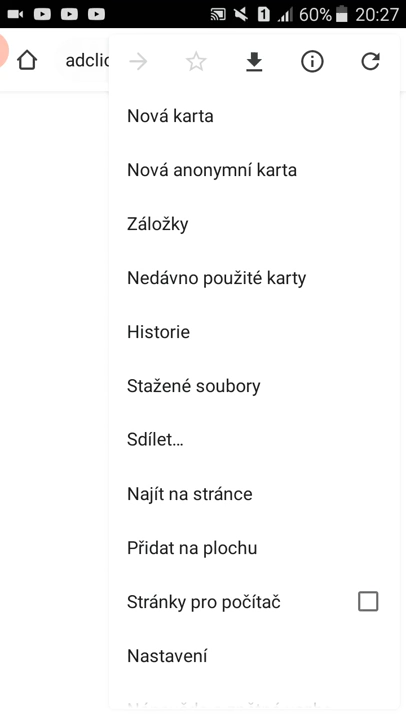 1 60% 20:27
adclic
Nová karta
Nová anonymní karta
Záložky
Nedávno použité karty
Historie
Stažené soubory
Sdílet...
Najít na stránce
Přidat na plochu
Stránky pro počítač
Nastavení